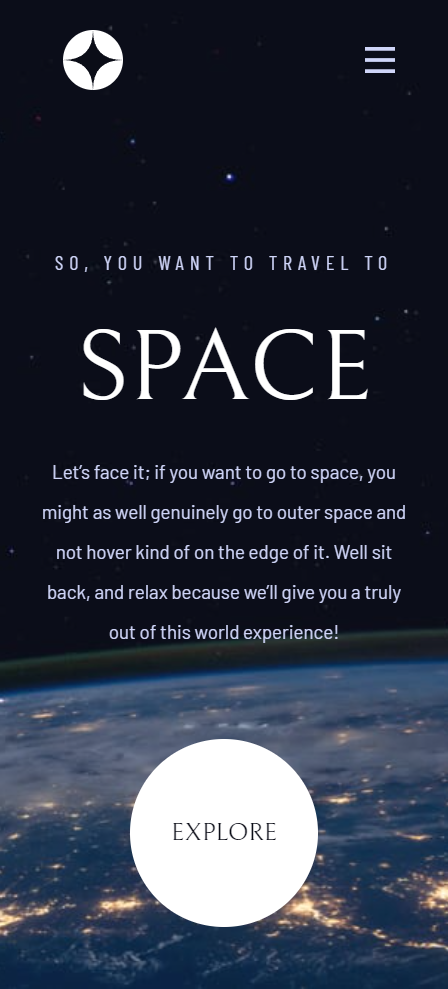 SO, YOU WANT TO TRAVEL TO
SPACE
Let’s face it; if you want to go to space, you
might as well genuinely go to outer space and
not hover kind of on the edge of it. Well sit
back, and relax because we’ll give you a truly
out of this world experience!
EXPLORE